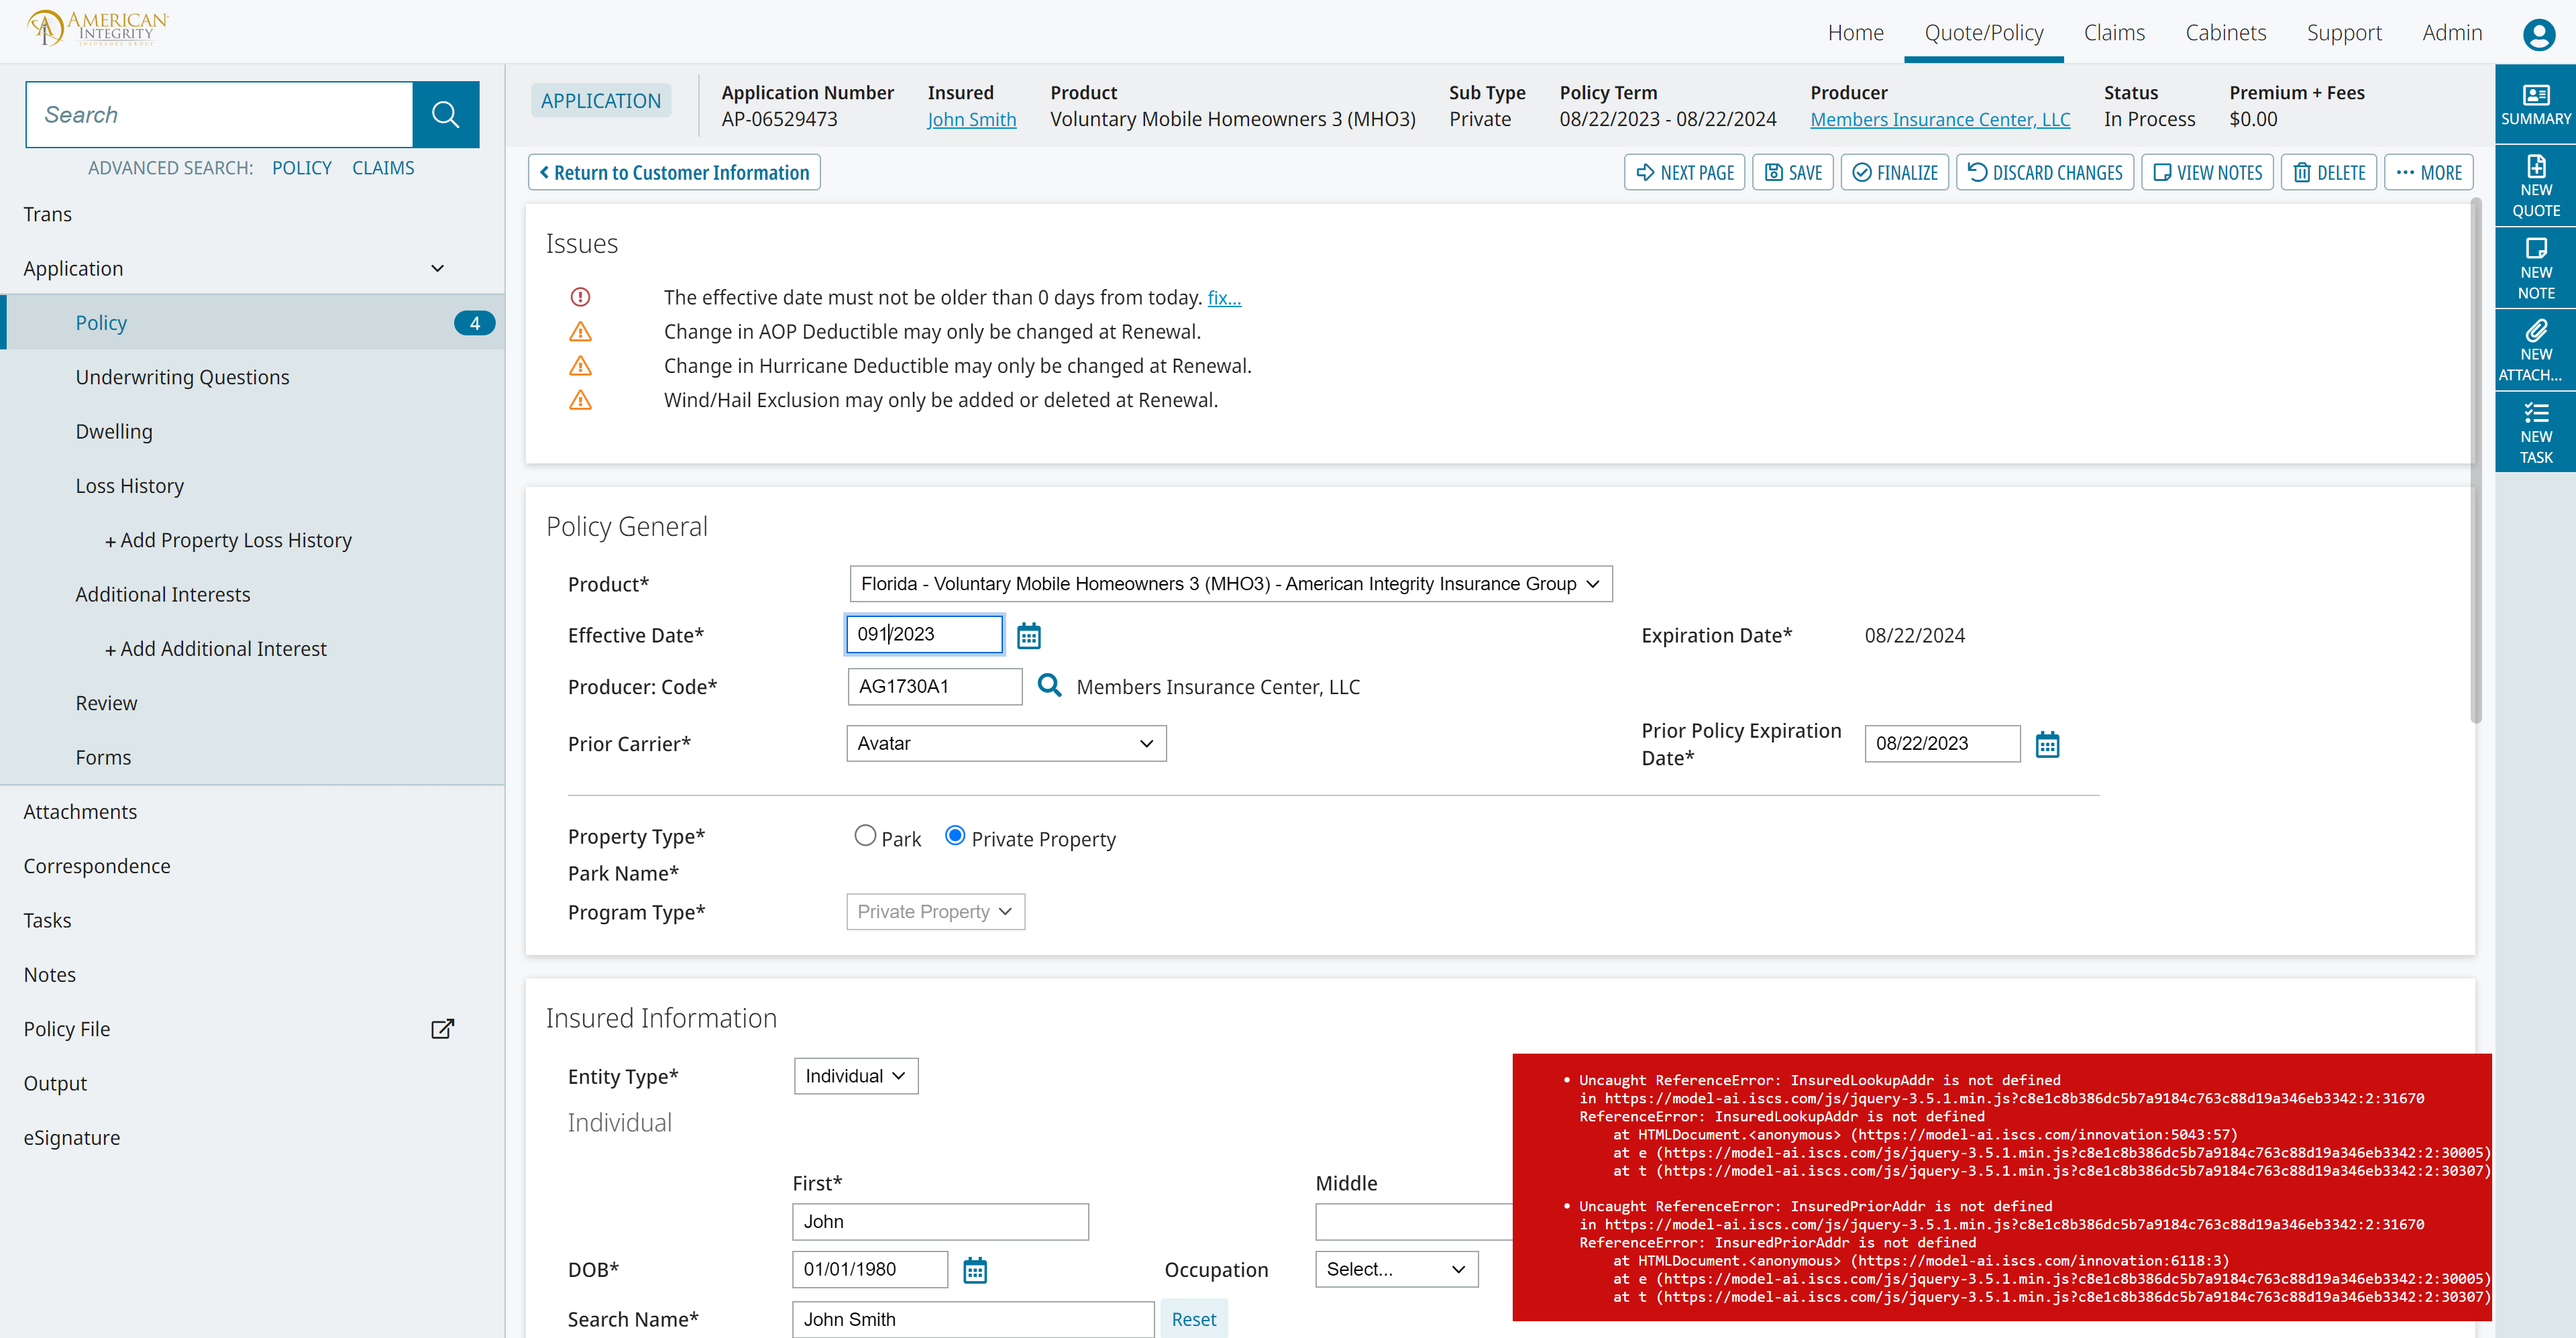 AMERICAN
INTEGRITY
INSURANCE GROUP
Home
Quote/Policy
Claims
Cabinets
Support
Admin
Search
ADVANCED SEARCH: POLICY CLAIMS
Trans
Application
Policy 4
Underwriting Questions
Dwelling
Loss History
+ Add Property Loss History
Additional Interests
+ Add Additional Interest
Review
Forms
Attachments
Correspondence
Tasks
Notes
Policy File
Output
eSignature
APPLICATION
Application Number
AP-06529473
Insured
John Smith
Product
Voluntary Mobile Homeowners 3 (MHO3)
Sub Type
Private
Policy Term
08/22/2023 - 08/22/2024
Producer
Members Insurance Center, LLC
Status
In Process
Premium + Fees
$0.00
Return to Customer Information
NEXT PAGE
SAVE
FINALIZE
DISCARD CHANGES
VIEW NOTES
DELETE
MORE
Issues
The effective date must not be older than 0 days from today. fix...
Change in AOP Deductible may only be changed at Renewal.
Change in Hurricane Deductible may only be changed at Renewal.
Wind/Hail Exclusion may only be added or deleted at Renewal.
Policy General
Product* Florida - Voluntary Mobile Homeowners 3 (MHO3) - American Integrity Insurance Group
Effective Date* 091/2023
Expiration Date* 08/22/2024
Producer: Code* AG1730A1 Members Insurance Center, LLC
Prior Carrier* Avatar
Prior Policy Expiration
Date*
08/22/2023
Property Type* Park Private Property
Park Name*
Program Type* Private Property
Insured Information
Entity Type* Individual
Individual
First*
Middle
John
DOB* 01/01/1980
Occupation Select...
Search Name* John Smith Reset
• Uncaught ReferenceError: InsuredLookupAddr is not defined
in https://model-ai.iscs.com/js/jquery-3.5.1.min.js?c8e1c8b386dc5b7a9184c763c88d19a346eb3342:2:31670
ReferenceError: InsuredLookupAddr is not defined
at HTMLDocument.<anonymous> (https://model-ai.iscs.com/innovation:5043:57)
at e (https://model-ai.iscs.com/js/jquery-3.5.1.min.js?c8e1c8b386dc5b7a9184c763c88d19a346eb3342:2:30005)
at t (https://model-ai.iscs.com/js/jquery-3.5.1.min.js?c8e1c8b386dc5b7a9184c763c88d19a346eb3342:2:30307)
• Uncaught ReferenceError: InsuredPriorAddr is not defined
in https://model-ai.iscs.com/js/jquery-3.5.1.min.js?c8e1c8b386dc5b7a9184c763c88d19a346eb3342:2:31670
ReferenceError: InsuredPriorAddr is not defined
at HTMLDocument.<anonymous> (https://model-ai.iscs.com/innovation:6118:3)
at e (https://model-ai.iscs.com/js/jquery-3.5.1.min.js?c8e1c8b386dc5b7a9184c763c88d19a346eb3342:2:30005)
at t (https://model-ai.iscs.com/js/jquery-3.5.1.min.js?c8e1c8b386dc5b7a9184c763c88d19a346eb3342:2:30307)
SUMMARY
NEW
QUOTE
NEW
NOTE
NEW
ATTACH...
NEW
TASK